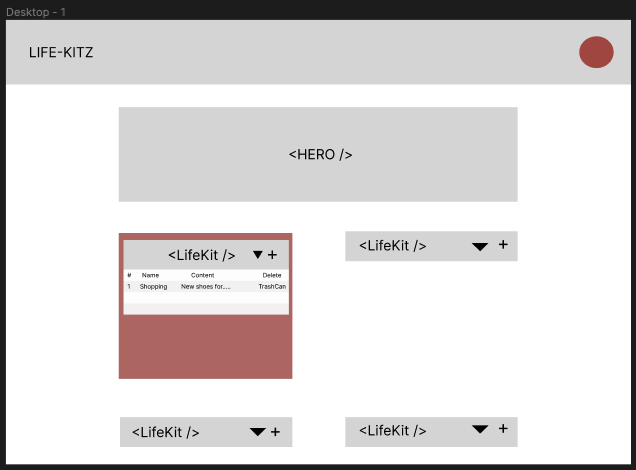 Desktop - 1
LIFE-KITZ
<HERO />
<LifeKit /> +
# Name Content Delete
1 Shopping New shoes for..... TrashCan
<LifeKit /> +
<LifeKit /> +
<LifeKit /> +